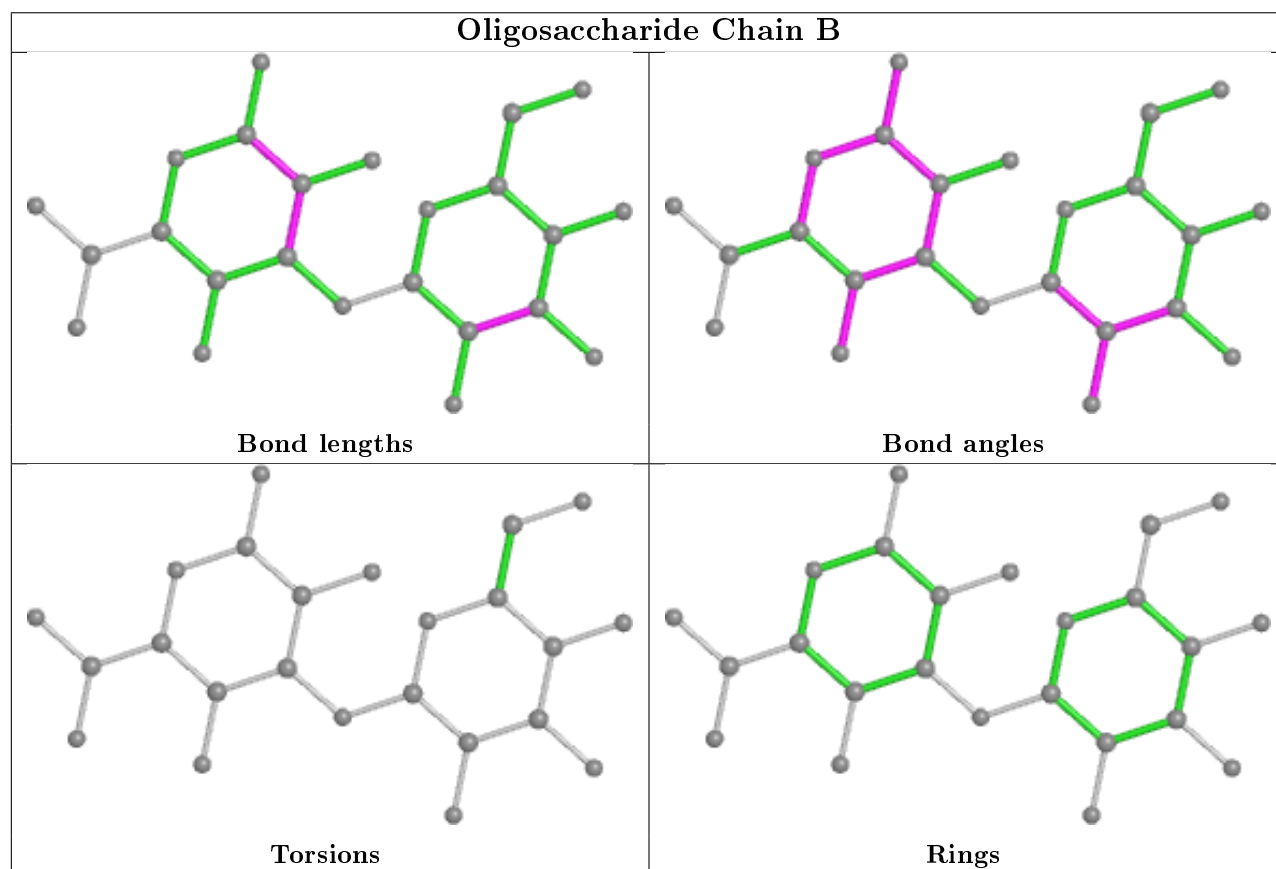 Oligosaccharide Chain B
Bond lengths
Bond angles
Torsions
Rings